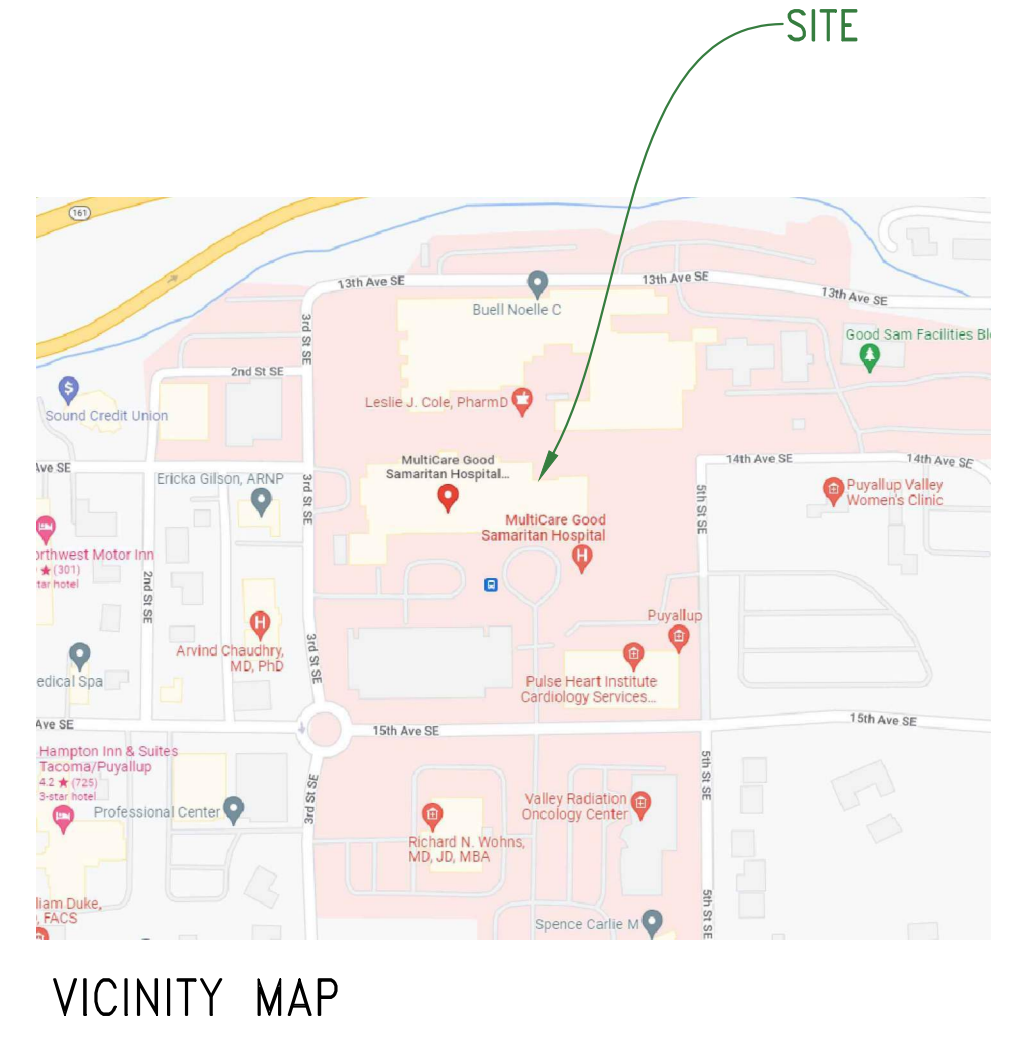 SITE
161
13th Ave SE
13th Ave SE
13th Ave SE
Buell Noelle C
3rd St SE
Good Sam Facilities Bl
2nd St SE
Sound Credit Union
Leslie J. Cole, PharmD
Ave SE
MultiCare Good
Samaritan Hospital...
14th Ave SE
14th Ave SE
Ericka Gilson, ARNP
3rd St SE
5th St SE
Puyallup Valley
Women's Clinic
MultiCare Good
Samaritan Hospital
rthwest Motor Inn
(301)
tar hotel
2nd St SE
Puyallup
3rd St SE
Arvind Chaudhry,
MD, PhD
edical Spa
Pulse Heart Institute
Cardiology Services...
Ave SE
15th Ave SE
15th Ave SE
Hampton Inn & Suites
Tacoma/Puyallup
4.2 ★ (725)
3-star hotel
5th St SE
3rd St SE
Professional Center
Valley Radiation
Oncology Center
Richard N. Wohns,
MD, JD, MBA
liam Duke,
, FACS
5th St SE
Spence Carlie M
VICINITY MAP